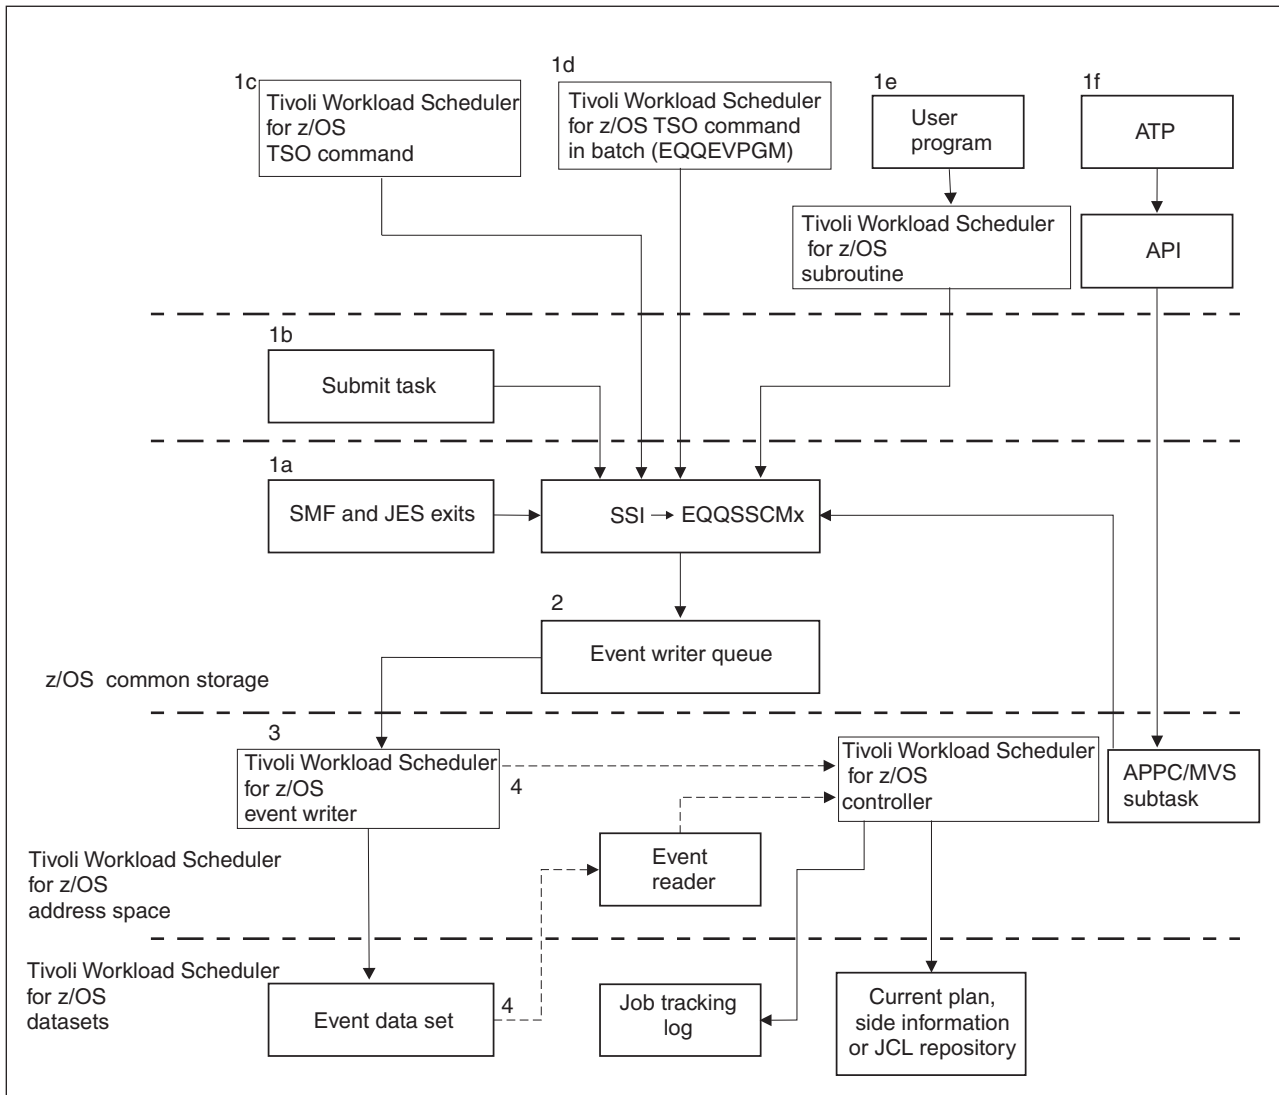 1c
Tivoli Workload Scheduler
for z/OS
TSO command
1d
Tivoli Workload Scheduler
for z/OS TSO command
in batch (EQQEVPGM)
1e
User
program
1f
ATP
Tivoli Workload Scheduler
for z/OS
subroutine
API
1b
Submit task
1a
SMF and JES exits
SSI EQQSSCMx
2
Event writer queue
z/OS common storage
3
Tivoli Workload Scheduler
for z/OS
event writer
4
Tivoli Workload Scheduler
for z/OS
controller
APPC/MVS
subtask
Event
reader
Tivoli Workload Scheduler
for z/OS
address space
Tivoli Workload Scheduler
for z/OS
datasets
Event data set
4
Job tracking
log
Current plan,
side information
or JCL repository